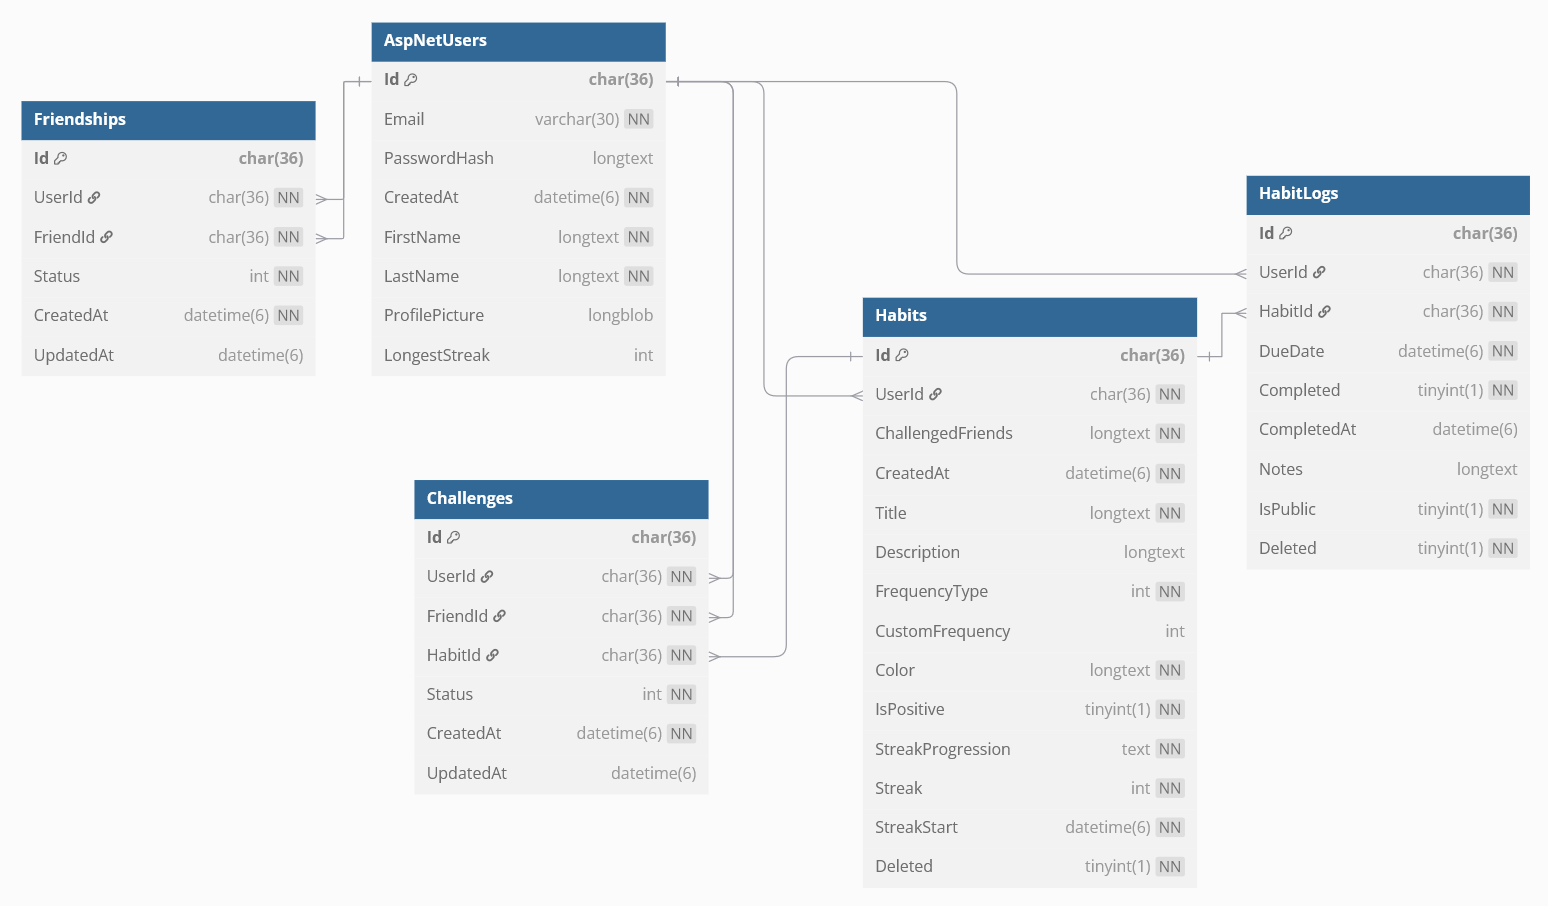 AspNetUsers
Id char(36)
Email varchar(30) NN
PasswordHash longtext
CreatedAt datetime(6) NN
FirstName longtext NN
LastName longtext NN
ProfilePicture longblob
LongestStreak int
Friendships
Id char(36)
UserId char(36) NN
FriendId char(36) NN
Status int NN
CreatedAt datetime(6) NN
UpdatedAt datetime(6)
HabitLogs
Id char(36)
UserId char(36) NN
HabitId char(36) NN
DueDate datetime(6) NN
Completed tinyint(1) NN
CompletedAt datetime(6)
Notes longtext
IsPublic tinyint(1) NN
Deleted tinyint(1) NN
Habits
Id char(36)
UserId char(36) NN
ChallengedFriends longtext NN
CreatedAt datetime(6) NN
Title longtext NN
Description longtext
FrequencyType int NN
CustomFrequency int
Color longtext NN
IsPositive tinyint(1) NN
StreakProgression text NN
Streak int NN
StreakStart datetime(6) NN
Deleted tinyint(1) NN
Challenges
Id char(36)
UserId char(36) NN
FriendId char(36) NN
HabitId char(36) NN
Status int NN
CreatedAt datetime(6) NN
UpdatedAt datetime(6)